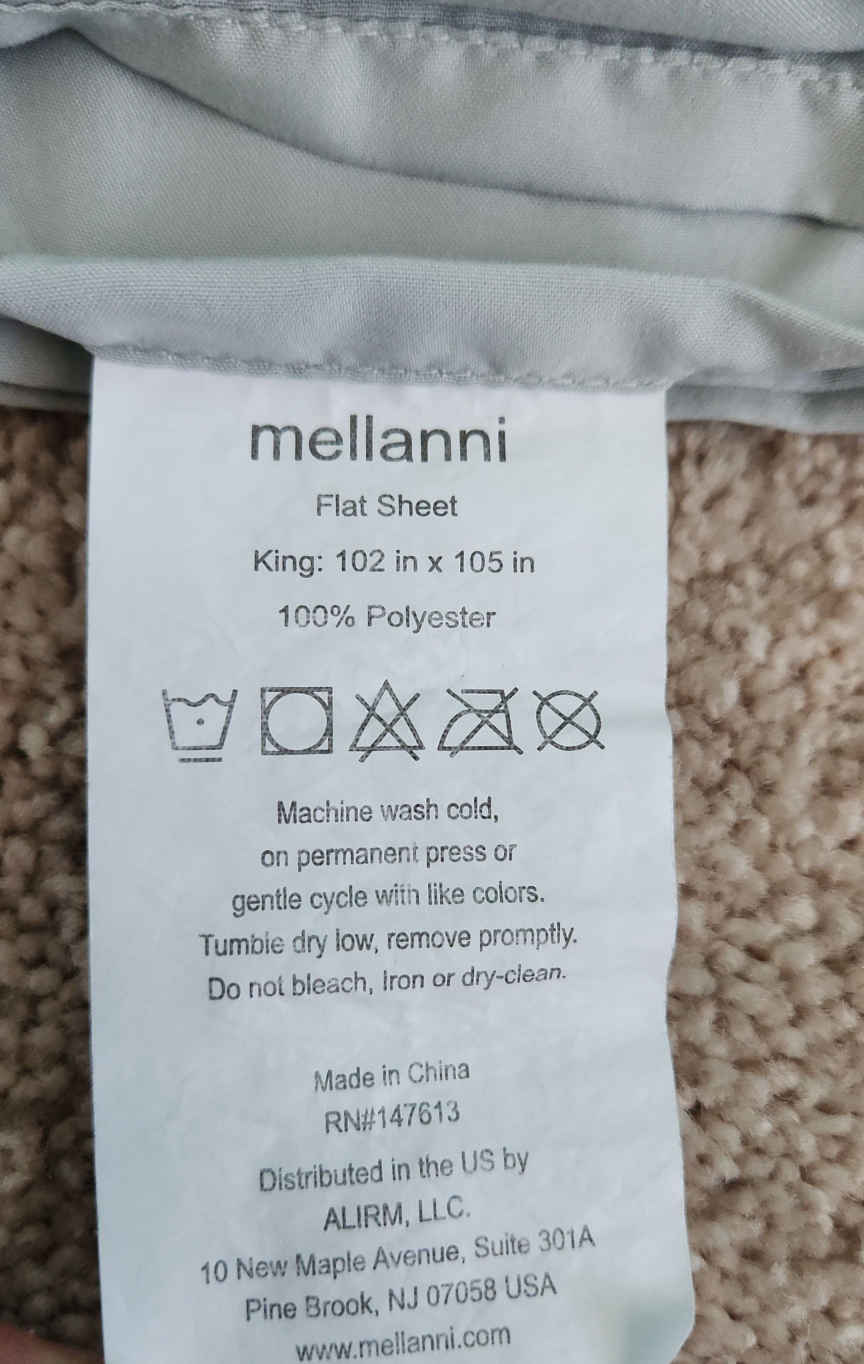 mellanni
Flat Sheet
King: 102 in x 105 in
100% Polyester
Machine wash cold,
on permanent press or
gentle cycle with like colors.
Tumble dry low, remove promptly.
Do not bleach, iron or dry-clean.
Made in China
RN#147613
Distributed in the US by
ALIRM, LLC.
10 New Maple Avenue, Suite 301A
Pine Brook, NJ 07058 USA
www.mellanni.com